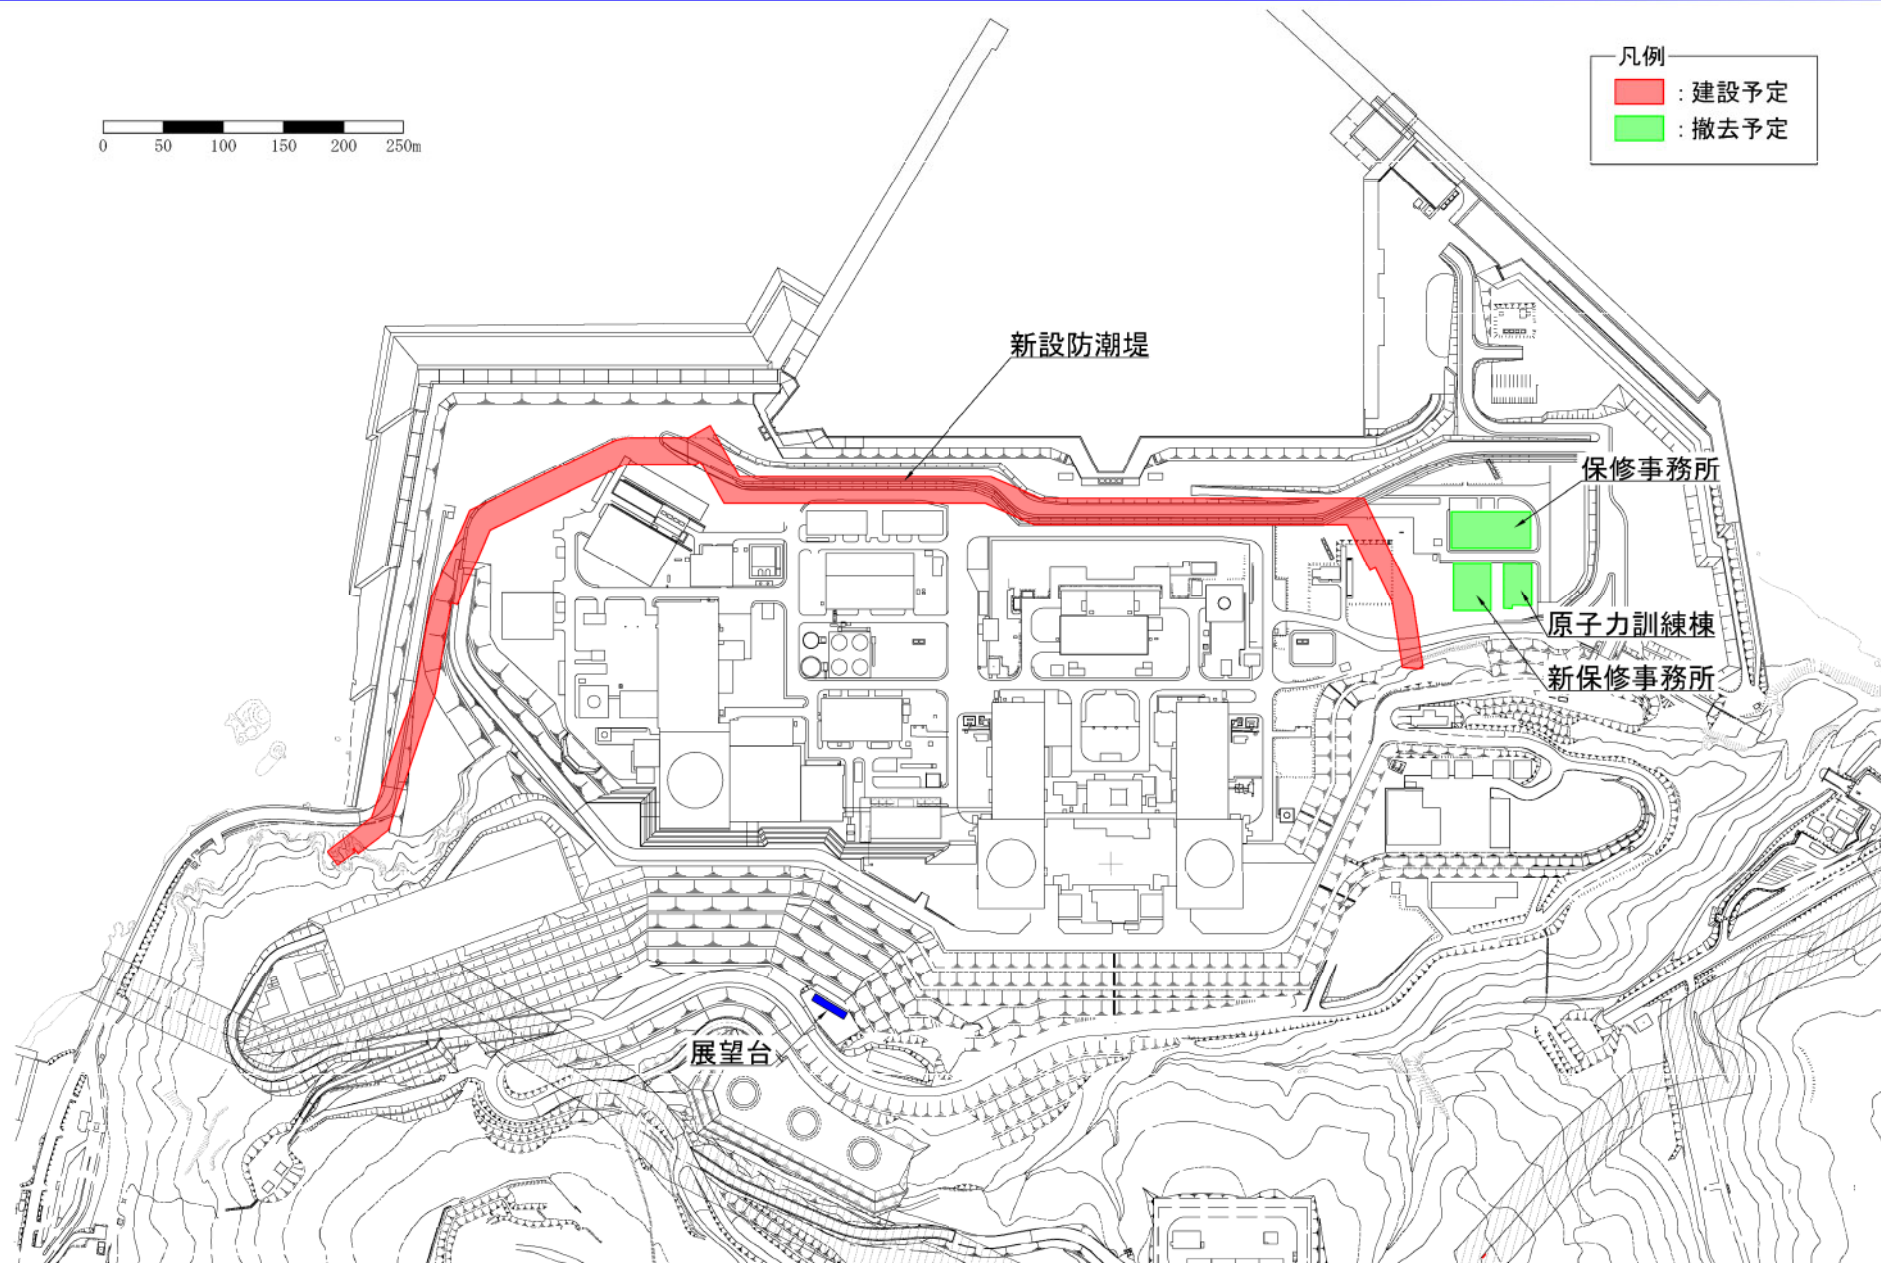 凡例
：建設予定
：撤去予定
0 50 100 150 200 250m
新設防潮堤
保修事務所
原子力訓練棟
新保修事務所
展望台